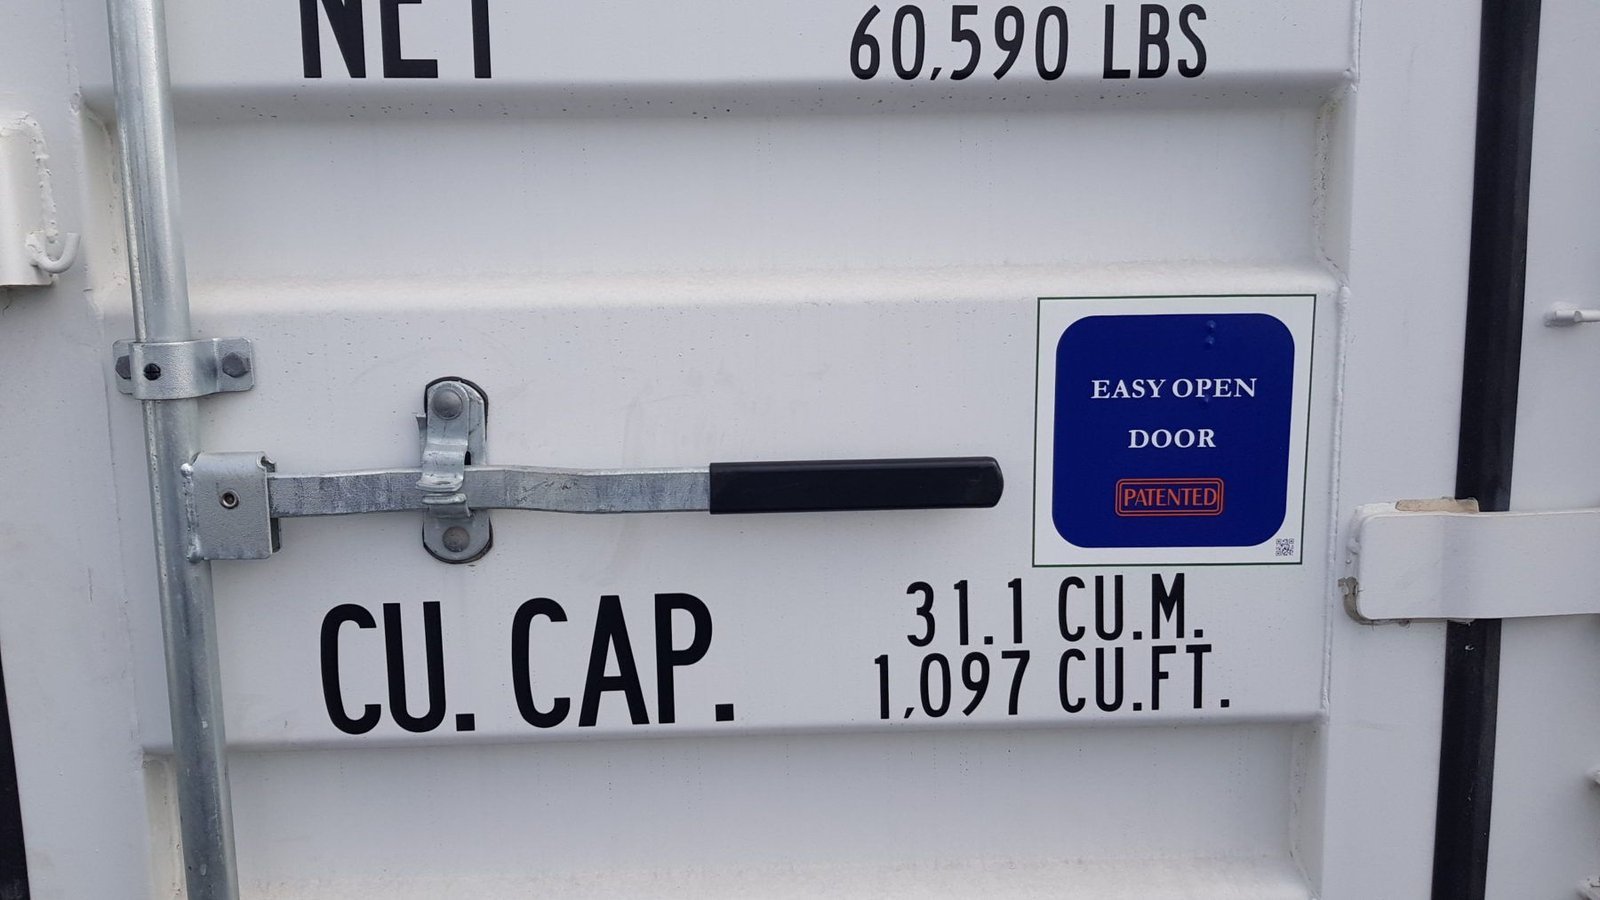 NET 60,590 LBS
EASY OPEN
DOOR
PATENTED
CU. CAP. 31.1 CU.M.
1,097 CU.FT.